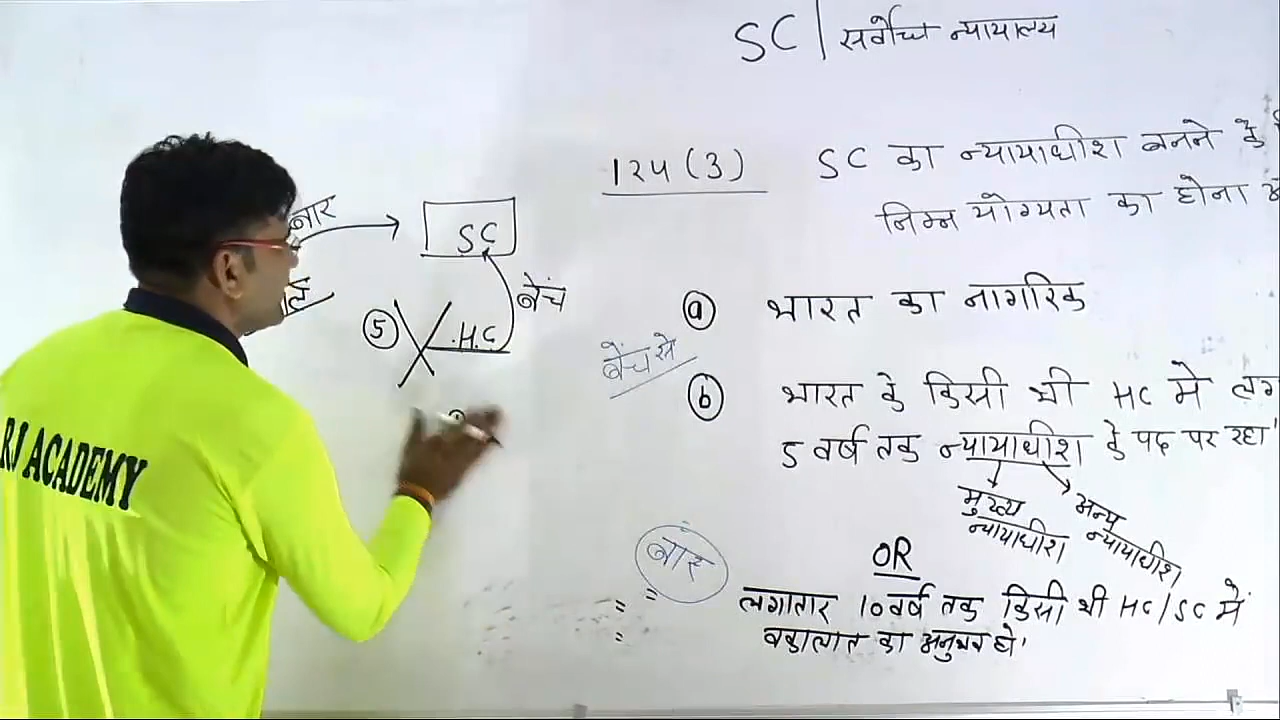 SC | सर्वोच्च न्यायालय
124(3) SC का न्यायाधीश बनने के
निम्न योग्यता का होना
बार
SC
बेंच
5 H.C.
a भारत का नागरिक
बेंच से
b भारत के किसी भी HC मे लग
5 वर्ष तक न्यायाधीश के पद पर रहा
मुख्य न्यायाधीश
अन्य न्यायाधीश
OR
बार
लगातार 10 वर्ष तक किसी भी HC/SC में
वकालात का अनुभव हो
RJ ACADEMY